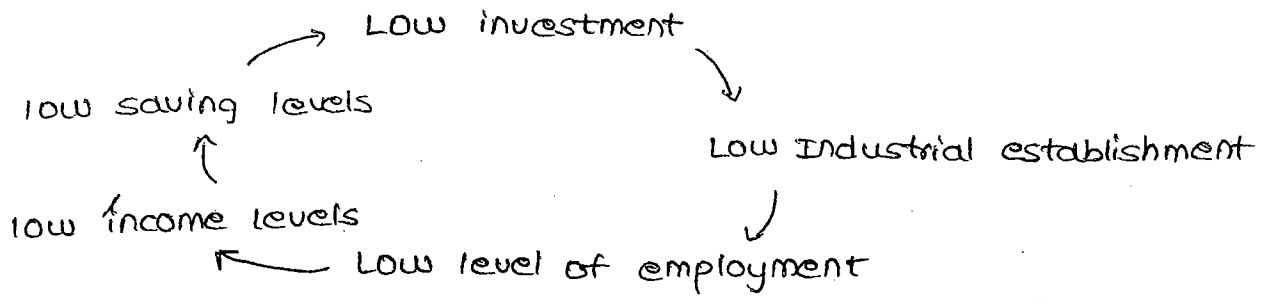 Low investment
low saving levels
Low Industrial establishment
low income levels
Low level of employment